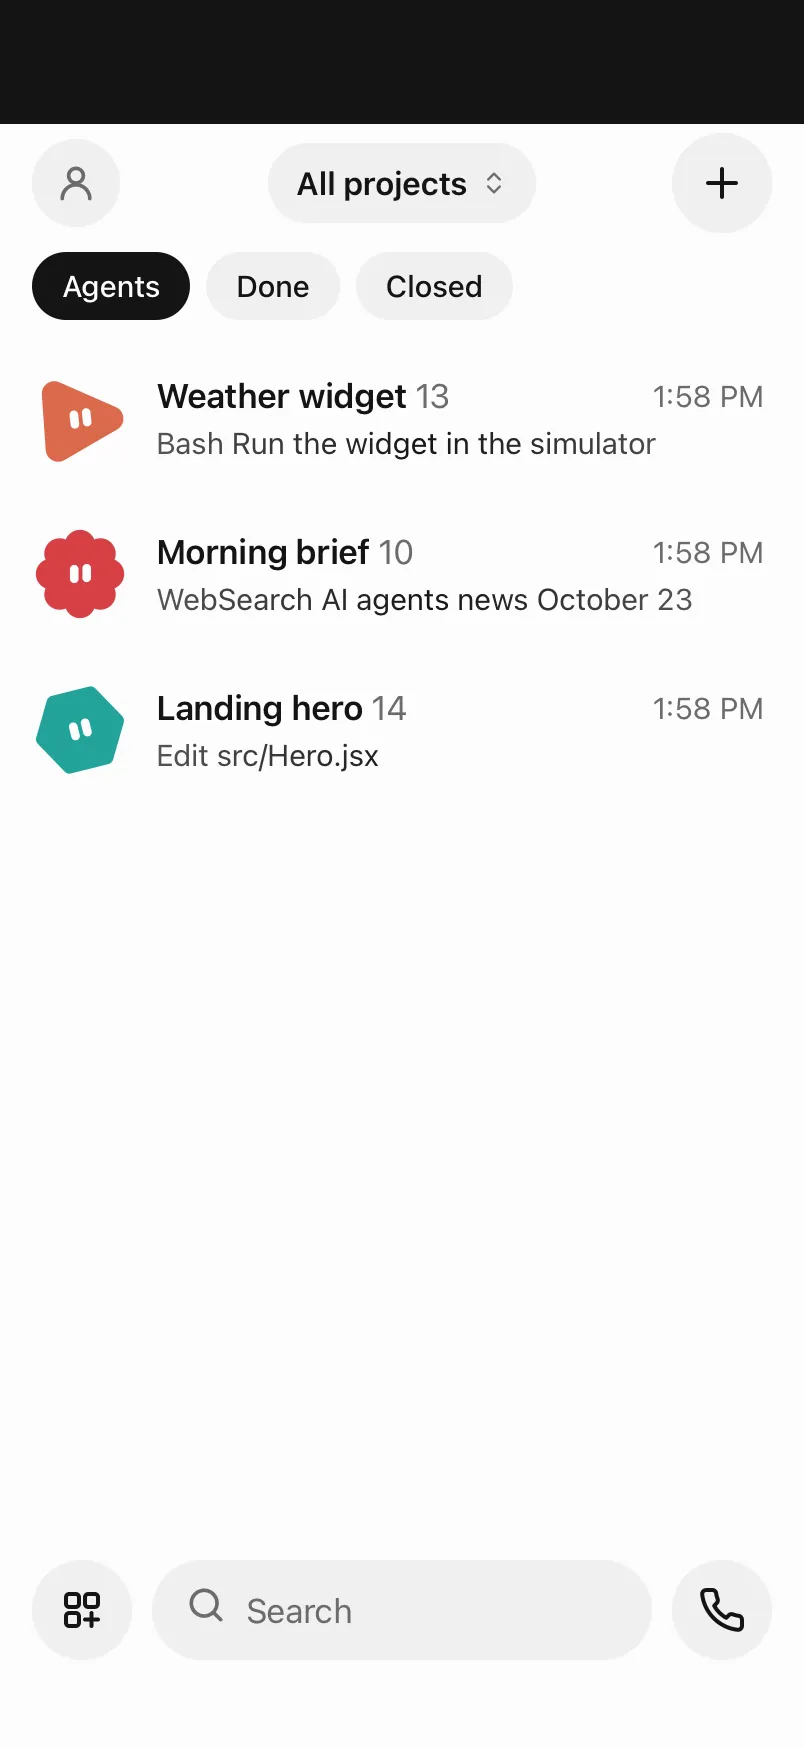 All projects
Agents Done Closed
Weather widget 13 1:58 PM
Bash Run the widget in the simulator
Morning brief 10 1:58 PM
WebSearch AI agents news October 23
Landing hero 14 1:58 PM
Edit src/Hero.jsx
Search